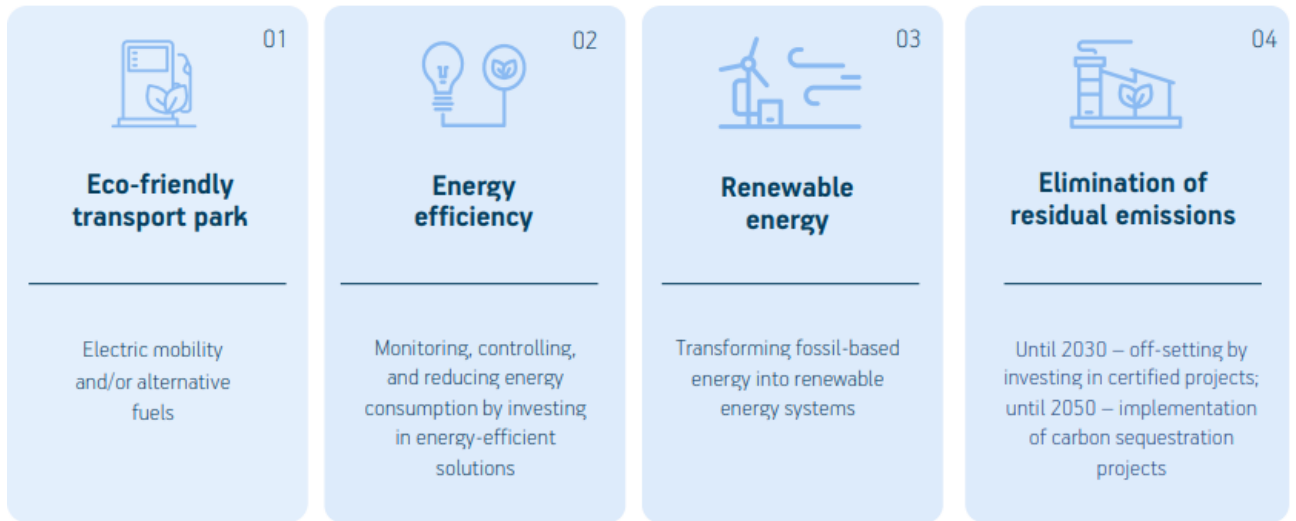 01
Eco-friendly
transport park
Electric mobility
and/or alternative
fuels
02
Energy
efficiency
Monitoring, controlling,
and reducing energy
consumption by investing
in energy-efficient
solutions
03
Renewable
energy
Transforming fossil-based
energy into renewable
energy systems
04
Elimination of
residual emissions
Until 2030 – off-setting by
investing in certified projects;
until 2050 – implementation
of carbon sequestration
projects